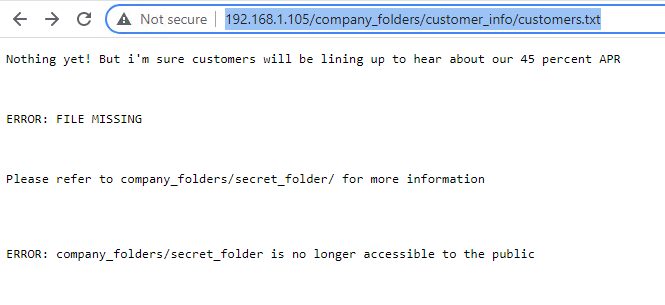 Not secure
192.168.1.105/company_folders/customer_info/customers.txt
Nothing yet! But i'm sure customers will be lining up to hear about our 45 percent APR
ERROR: FILE MISSING
Please refer to company_folders/secret_folder/ for more information
ERROR: company_folders/secret_folder is no longer accessible to the public